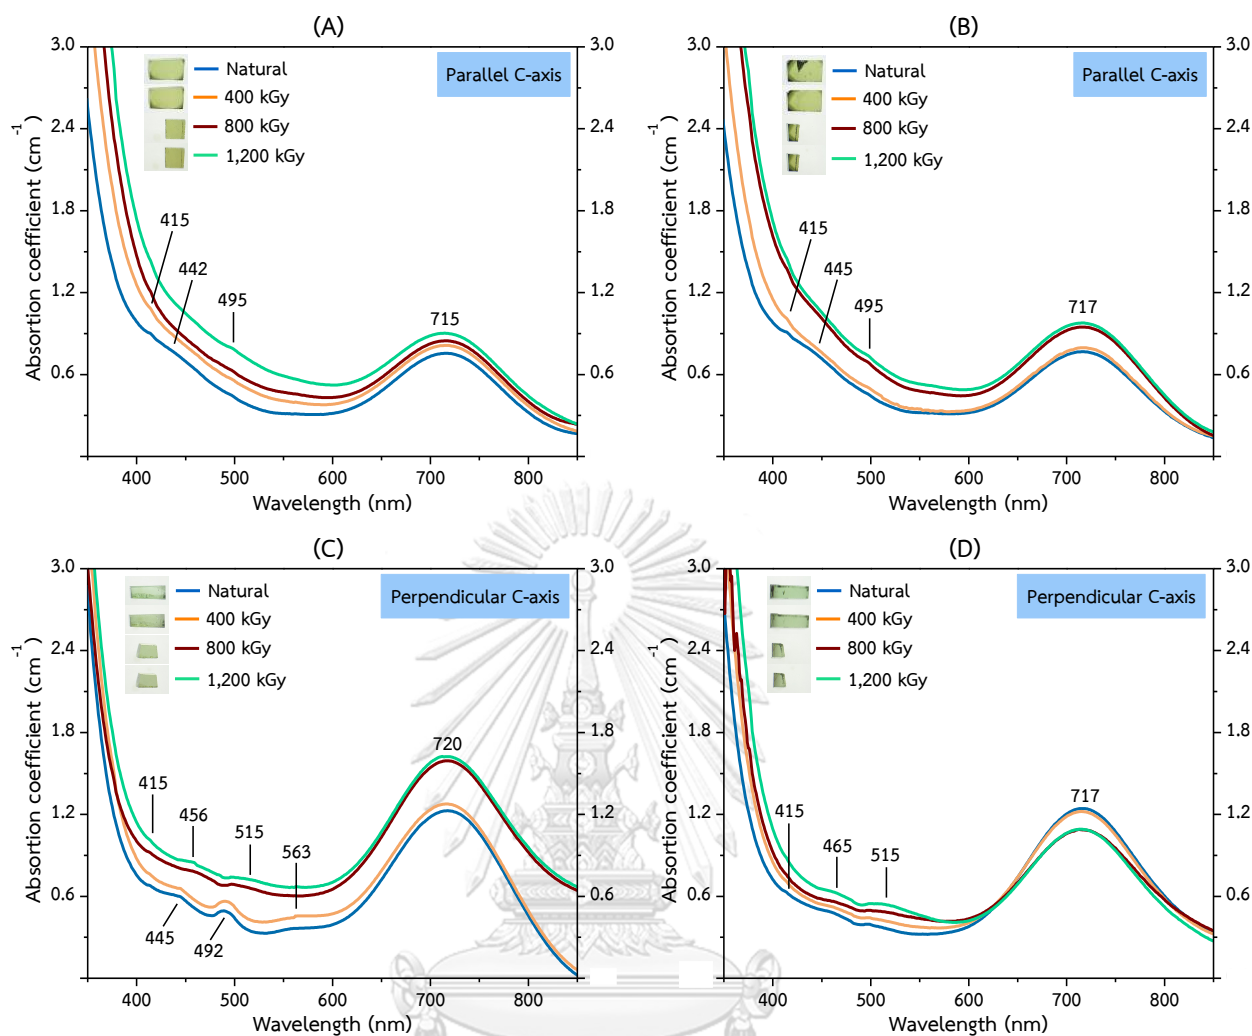 (A)
Absortion coefficient (cm-1)
3.0
2.4
1.8
1.2
0.6
Natural
400 kGy
800 kGy
1,200 kGy
Parallel C-axis
415
442
495
715
3.0
2.4
1.8
1.2
0.6
400 500 600 700 800
Wavelength (nm)
(B)
Absortion coefficient (cm-1)
3.0
2.4
1.8
1.2
0.6
Natural
400 kGy
800 kGy
1,200 kGy
Parallel C-axis
415
445
495
717
3.0
2.4
1.8
1.2
0.6
400 500 600 700 800
Wavelength (nm)
(C)
Absortion coefficient (cm-1)
3.0
2.4
1.8
1.2
0.6
Natural
400 kGy
800 kGy
1,200 kGy
Perpendicular C-axis
720
415
456
515
563
445
492
3.0
2.4
1.8
1.2
0.6
400 500 600 700 800
Wavelength (nm)
(D)
Absortion coefficient (cm-1)
3.0
2.4
1.8
1.2
0.6
Natural
400 kGy
800 kGy
1,200 kGy
Perpendicular C-axis
717
415
465
515
3.0
2.4
1.8
1.2
0.6
400 500 600 700 800
Wavelength (nm)